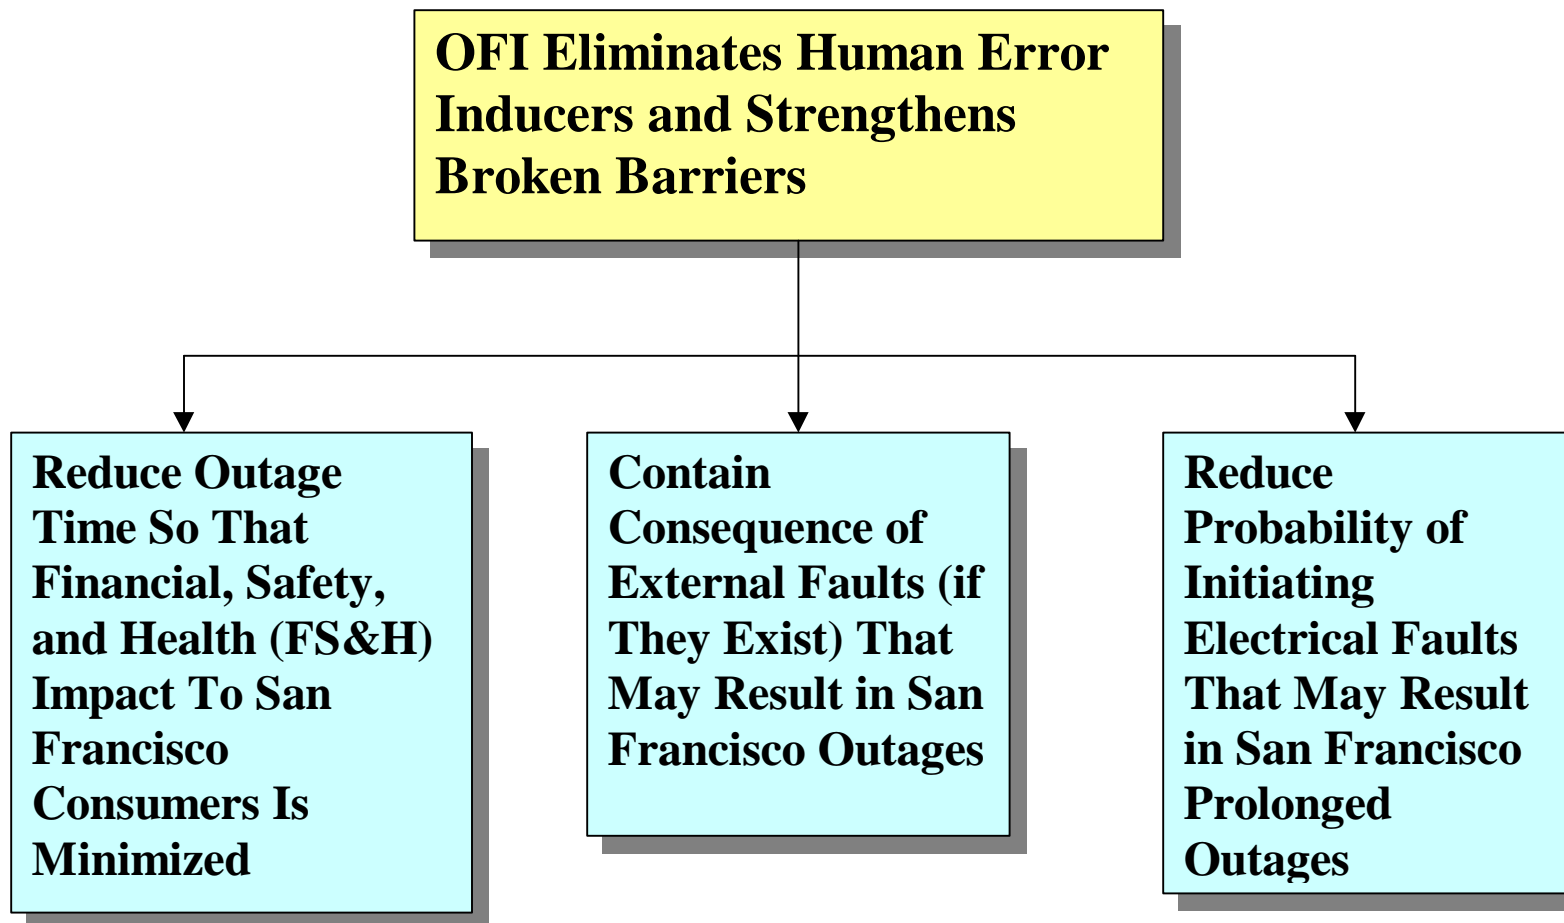 OFI Eliminates Human Error
Inducers and Strengthens
Broken Barriers
Reduce Outage
Time So That
Financial, Safety,
and Health (FS&H)
Impact To San
Francisco
Consumers Is
Minimized
Contain
Consequence of
External Faults (if
They Exist) That
May Result in San
Francisco Outages
Reduce
Probability of
Initiating
Electrical Faults
That May Result
in San Francisco
Prolonged
Outages